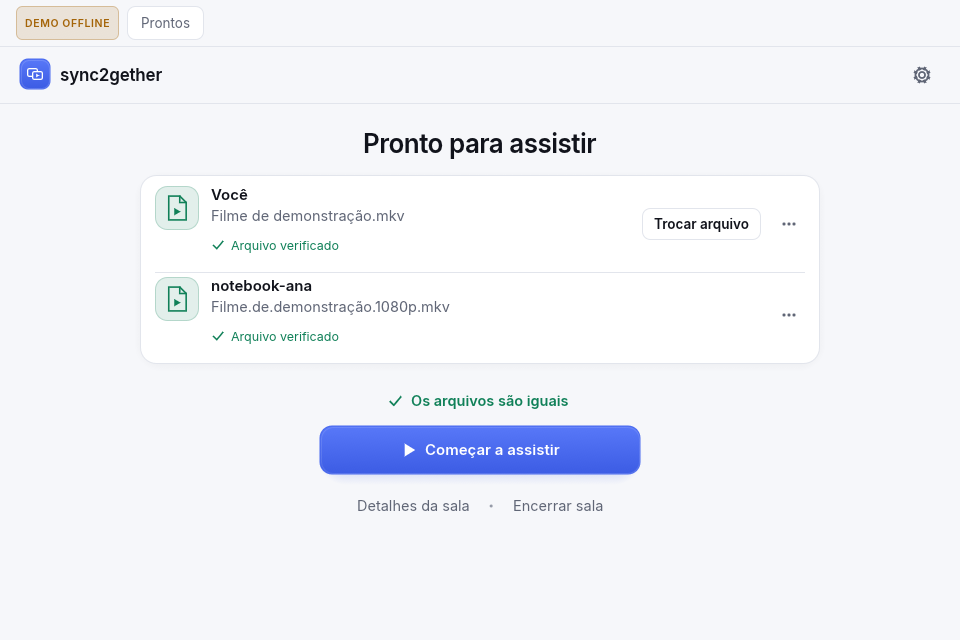 DEMO OFFLINE
Prontos
sync2gether
Pronto para assistir
Você
Filme de demonstração.mkv
Arquivo verificado
Trocar arquivo
notebook-ana
Filme.de.demonstração.1080p.mkv
Arquivo verificado
Os arquivos são iguais
Começar a assistir
Detalhes da sala • Encerrar sala